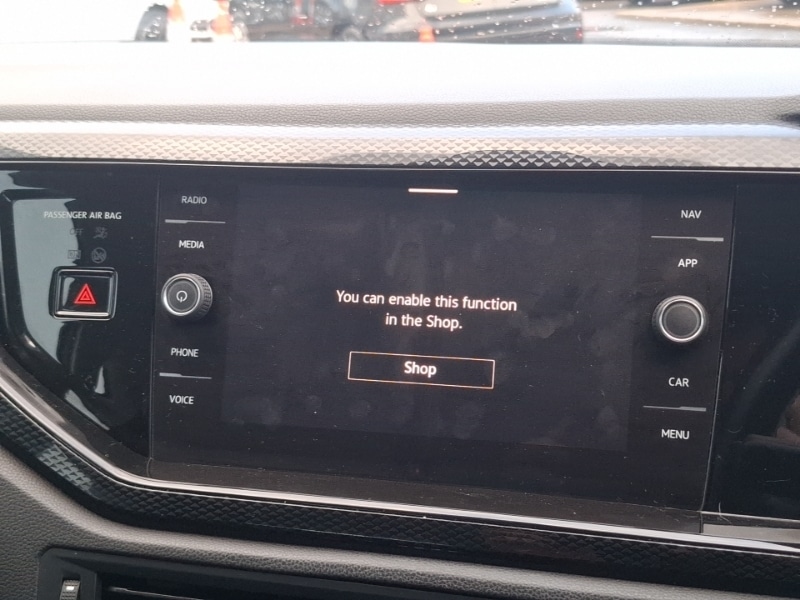 PASSENGER AIR BAG
RADIO
MEDIA
PHONE
VOICE
You can enable this function
in the Shop.
Shop
NAV
APP
CAR
MENU